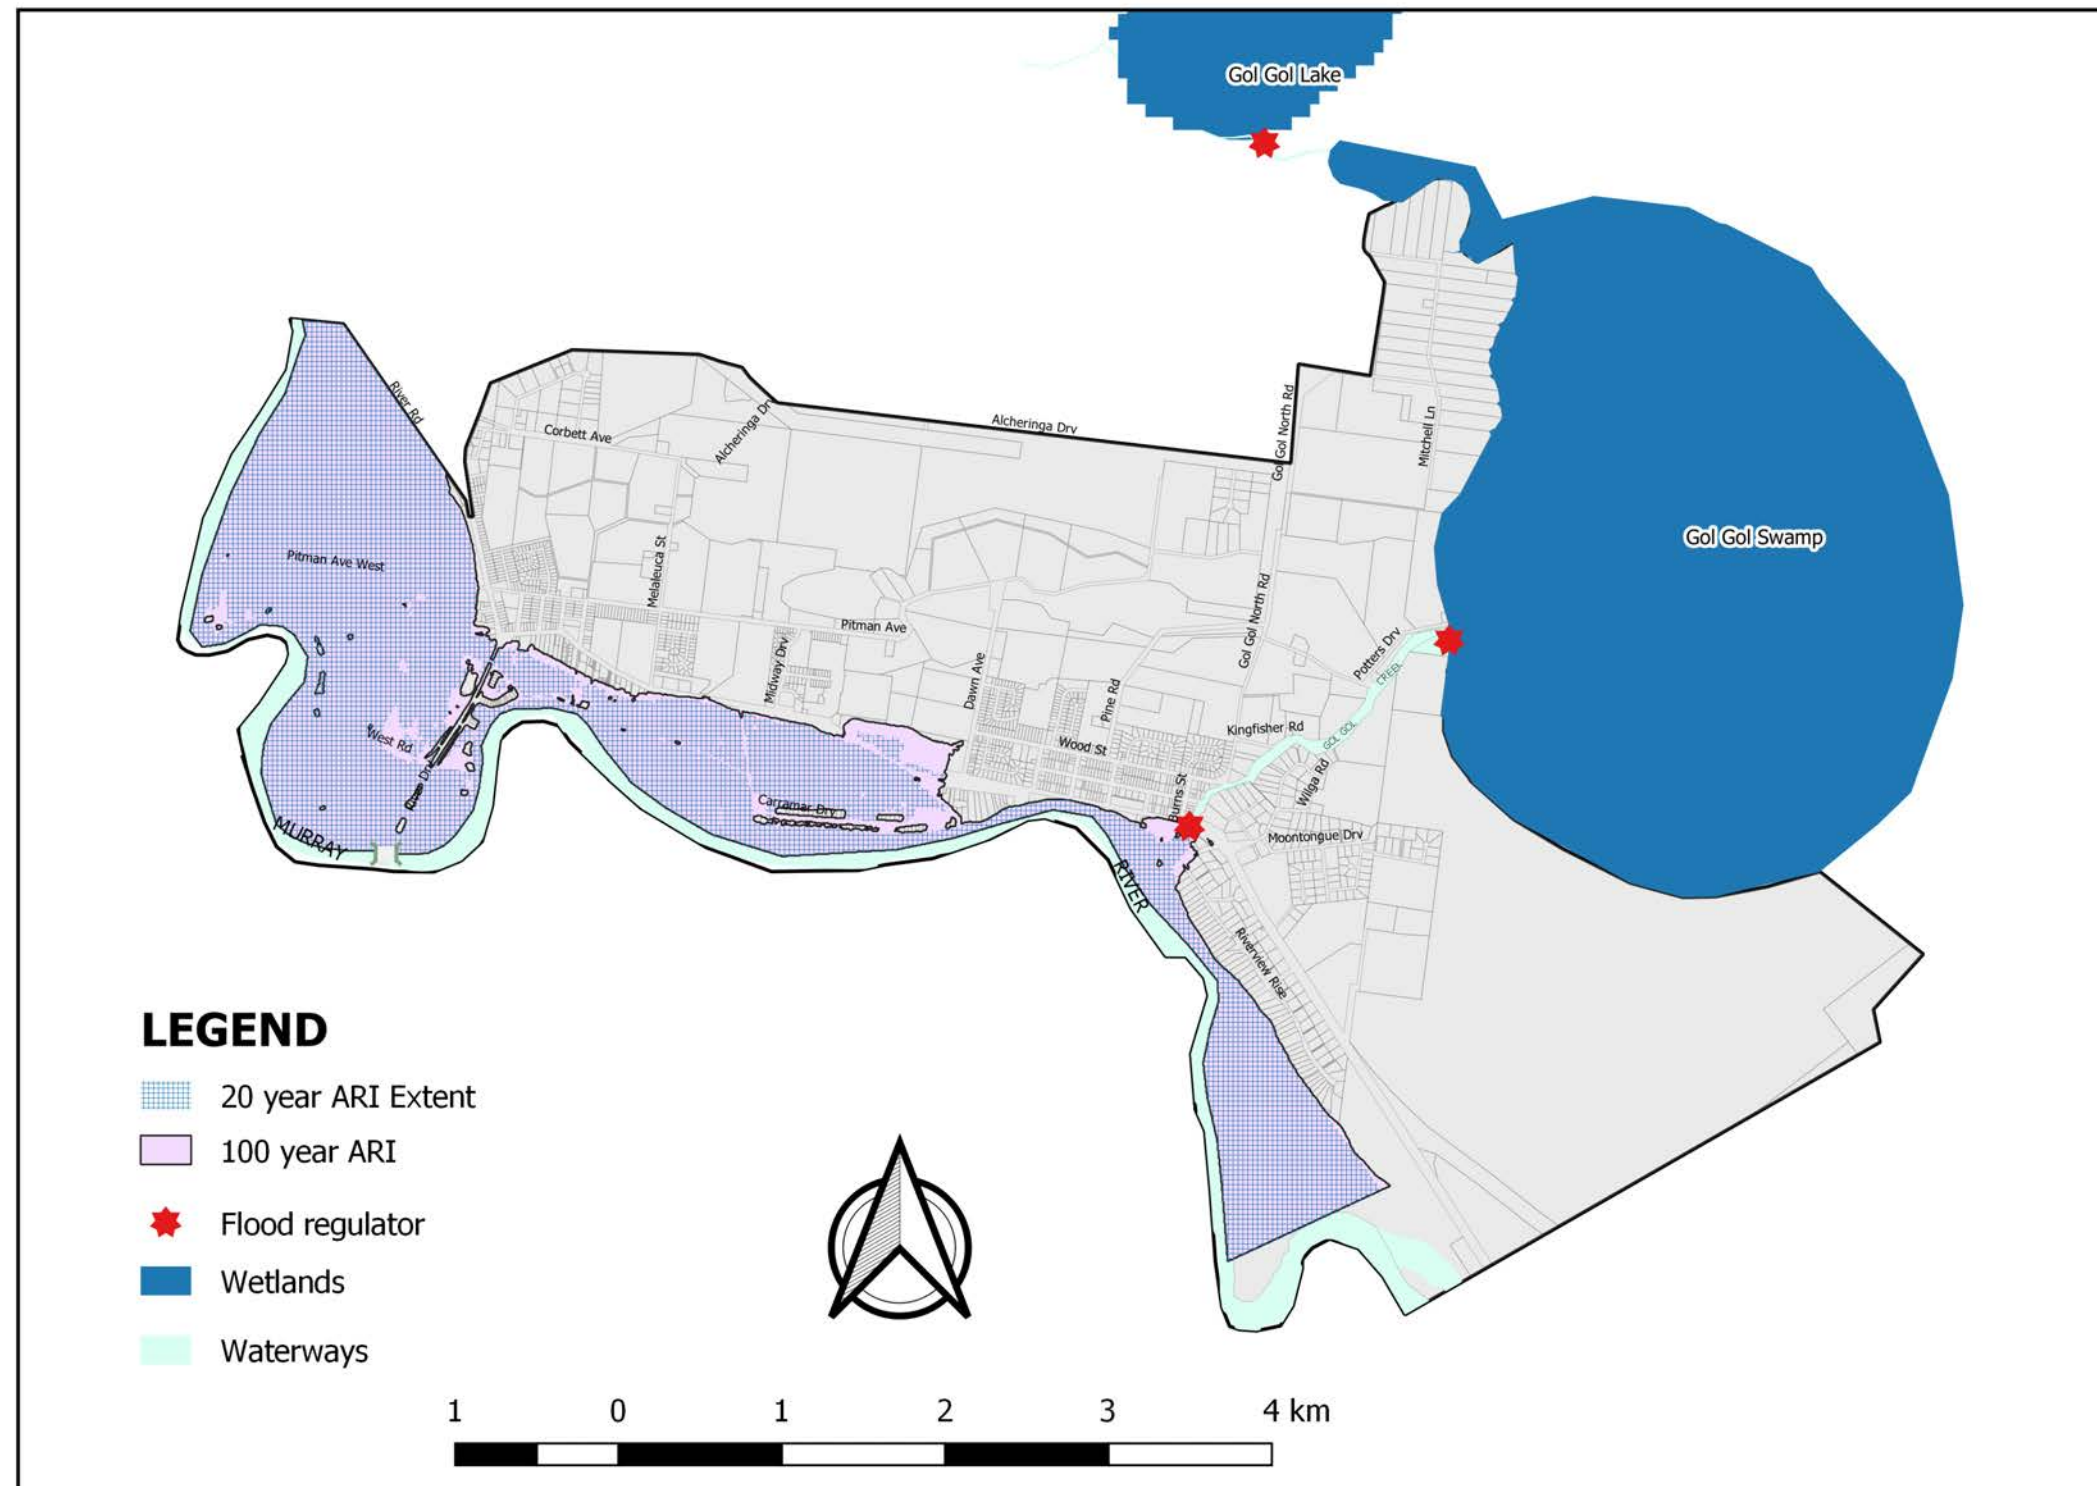 Gol Gol Lake
River Rd
Corbett Ave
Alcheringa Drv
Alcheringa Drv
Gol Gol North Rd
Mitchell Ln
Gol Gol Swamp
Pitman Ave West
Melaleuca St
Pitman Ave
Midway Drv
Dawn Ave
Pine Rd
Gol Gol North Rd
Potters Drv
CREEK
GOL GOL
Kingfisher Rd
Wood St
West Rd
Wilga Rd
Burns St
Carramar Drv
Moontongue Drv
MURRAY
RIVER
Riverview Rise
LEGEND
20 year ARI Extent
100 year ARI
Flood regulator
Wetlands
Waterways
1 0 1 2 3 4 km